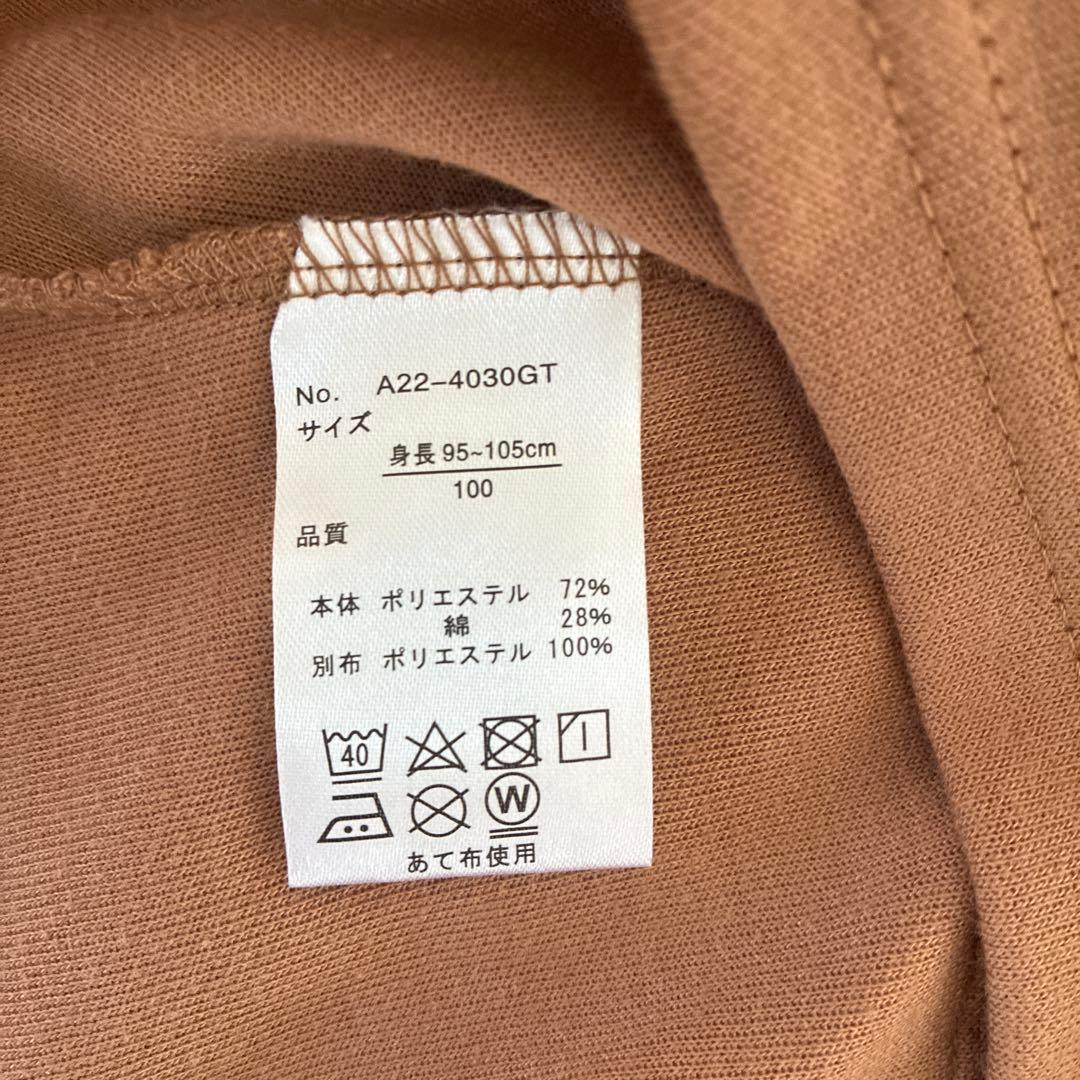 No. A22-4030GT
サイズ
身長 95~105cm
100
品質
本体 ポリエステル 72%
綿 28%
別布 ポリエステル 100%
40
W
あて布使用